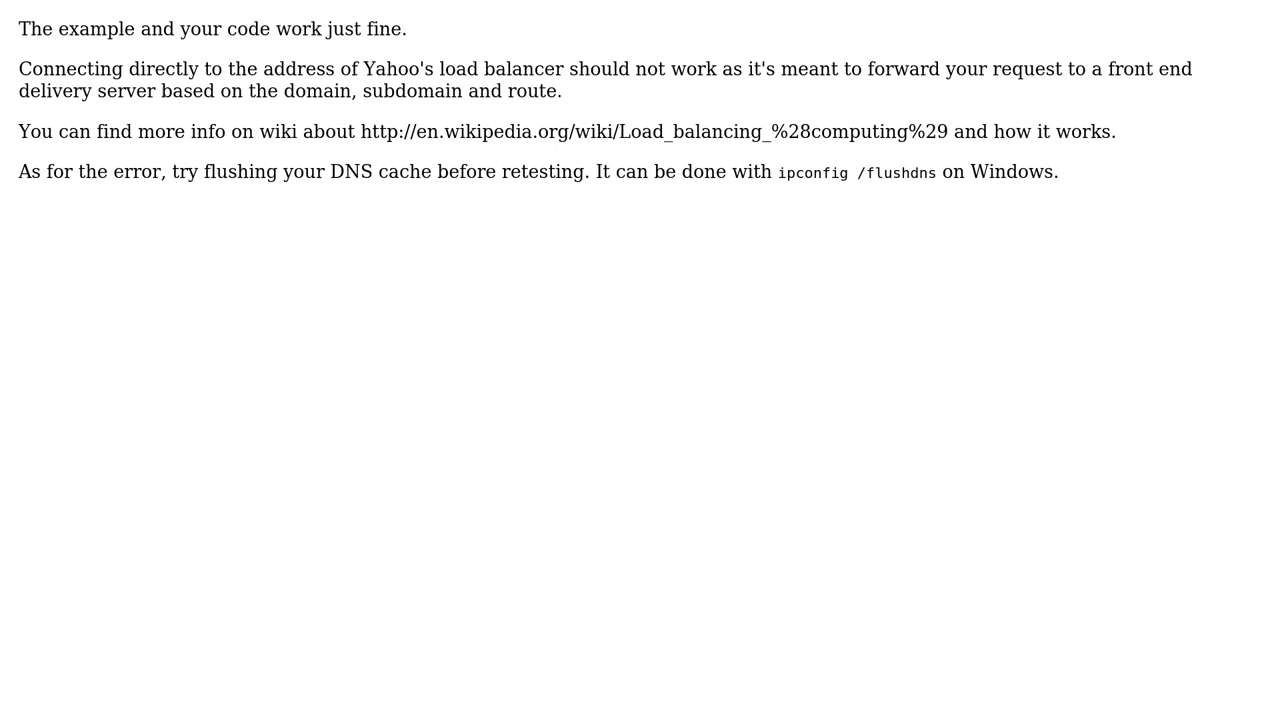 The example and your code work just fine.
Connecting directly to the address of Yahoo's load balancer should not work as it's meant to forward your request to a front end
delivery server based on the domain, subdomain and route.
You can find more info on wiki about http://en.wikipedia.org/wiki/Load_balancing_%28computing%29 and how it works.
As for the error, try flushing your DNS cache before retesting. It can be done with ipconfig /flushdns on Windows.